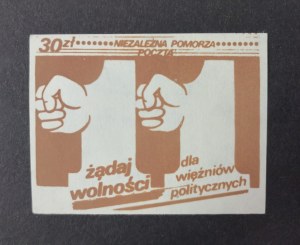 30zł NIEZALEŻNA POMORZA
POCZTA
żądaj
wolności
dla
więźniów
politycznych